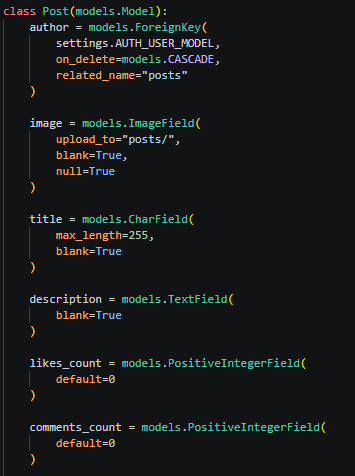 class Post(models.Model):
    author = models.ForeignKey(
        settings.AUTH_USER_MODEL,
        on_delete=models.CASCADE,
        related_name="posts"
    )

    image = models.ImageField(
        upload_to="posts/",
        blank=True,
        null=True
    )

    title = models.CharField(
        max_length=255,
        blank=True
    )

    description = models.TextField(
        blank=True
    )

    likes_count = models.PositiveIntegerField(
        default=0
    )

    comments_count = models.PositiveIntegerField(
        default=0
    )